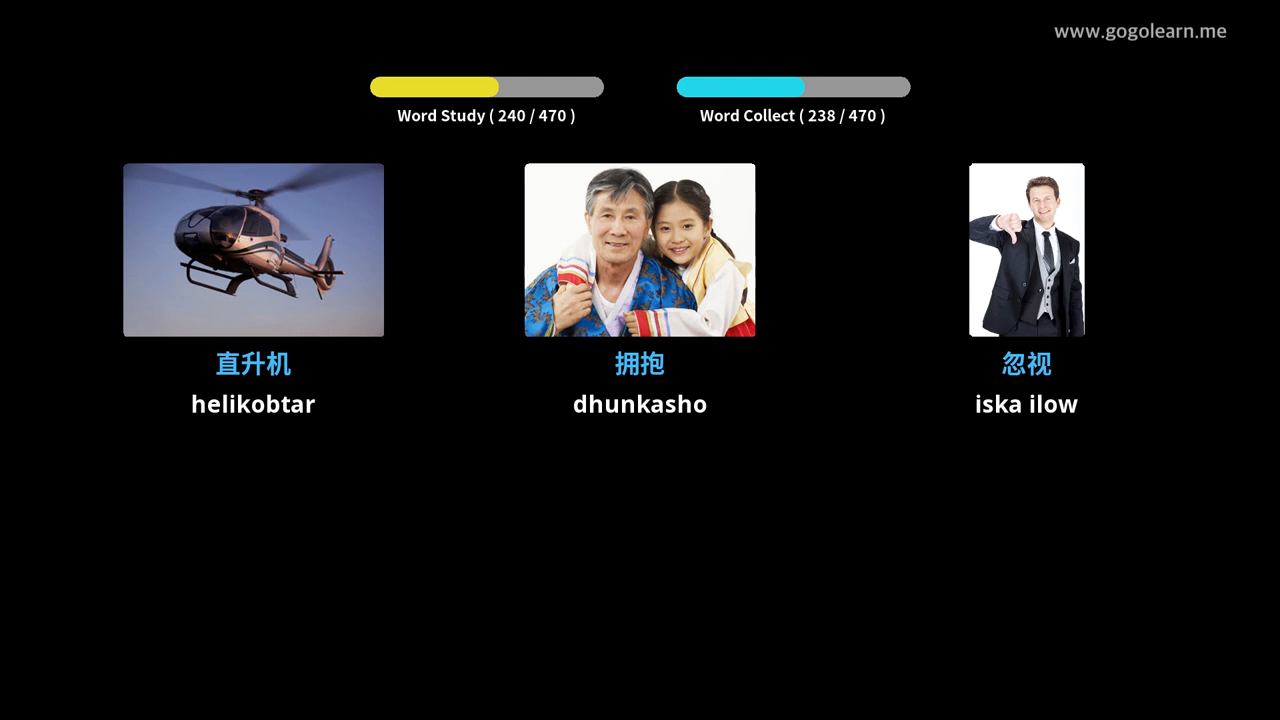 www.gogolearn.me
Word Study ( 240 / 470 )
Word Collect ( 238 / 470 )
直升机
拥抱
忽视
helikobtar
dhunkasho
iska ilow